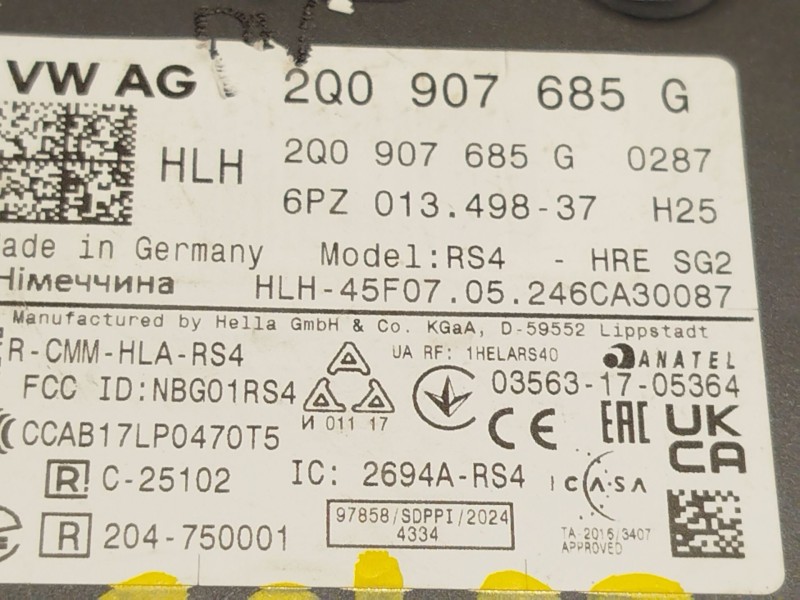 VW AG 2Q0 907 685 G
HLH 2Q0 907 685 G 0287
6PZ 013.498-37 H25
ade in Germany Model:RS4 - HRE SG2
Німеччина HLH-45F07.05.246CA30087
Manufactured by Hella GmbH & Co. KGaA, D-59552 Lippstadt
R-CMM-HLA-RS4 UA RF: 1HELARS40 ANATEL
FCC ID:NBG01RS4 03563-17-05364
И 011 17
CCAB17LP0470T5 CE EAC UK CA
R! C-25102 IC: 2694A-RS4 ICASA
R 204-750001 97858/SDPPI/2024
4334
TA-2016/3407
APPROVED